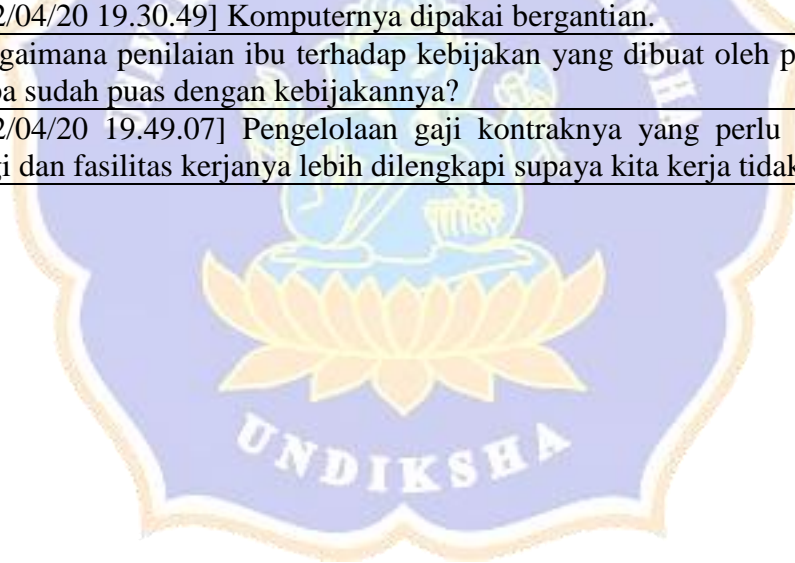 2/04/20 19.30.49] Komputernya dipakai bergantian.
gaimana penilaian ibu terhadap kebijakan yang dibuat oleh p
pa sudah puas dengan kebijakannya?
2/04/20 19.49.07] Pengelolaan gaji kontraknya yang perlu
gi dan fasilitas kerjanya lebih dilengkapi supaya kita kerja tidak
UNDIKSHA